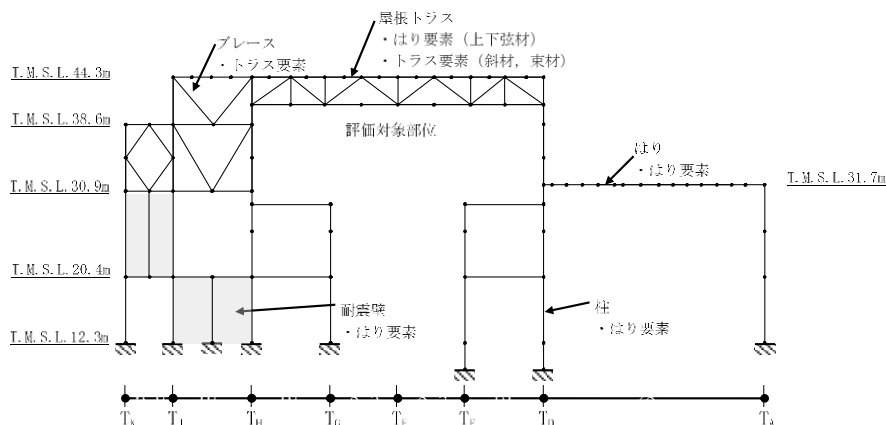 屋根トラス
・はり要素（上下弦材）
・トラス要素（斜材，束材）
ブレース
・トラス要素
T.M.S.L.44.3m
T.M.S.L.38.6m
評価対象部位
はり
・はり要素
T.M.S.L.30.9m
T.M.S.L.31.7m
T.M.S.L.20.4m
耐震壁
・はり要素
柱
・はり要素
T.M.S.L.12.3m